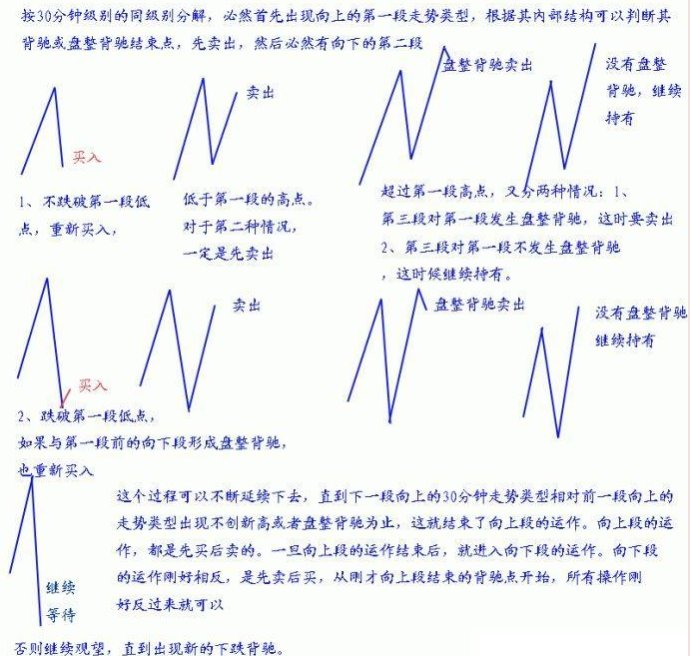 按30分钟级别的同级别分解，必然首先出现向上的第一段走势类型，根据其内部结构可以判断其
背驰或盘整背驰结束点，先卖出，然后必然有向下的第二段
买入
卖出
盘整背驰卖出
没有盘整
背驰，继续
持有
1、不跌破第一段低
点，重新买入，
低于第一段的高点。
对于第二种情况，
一定是先卖出
超过第一段高点，又分两种情况：1、
第三段对第一段发生盘整背驰，这时要卖出
2、第三段对第一段不发生盘整背驰
，这时候继续持有。
买入
卖出
盘整背驰卖出
没有盘整背驰
继续持有
2、跌破第一段低点，
如果与第一段前的向下段形成盘整背驰，
也重新买入
继续
等待
这个过程可以不断延续下去，直到下一段向上的30分钟走势类型相对前一段向上的
走势类型出现不创新高或者盘整背驰为止，这就结束了向上段的运作。向上段的运
作，都是先买后卖的。一旦向上段的运作结束后，就进入向下段的运作。向下段
的运作刚好相反，是先卖后买，从刚才向上段结束的背驰点开始，所有操作刚
好反过来就可以
否则继续观望，直到出现新的下跌背驰。